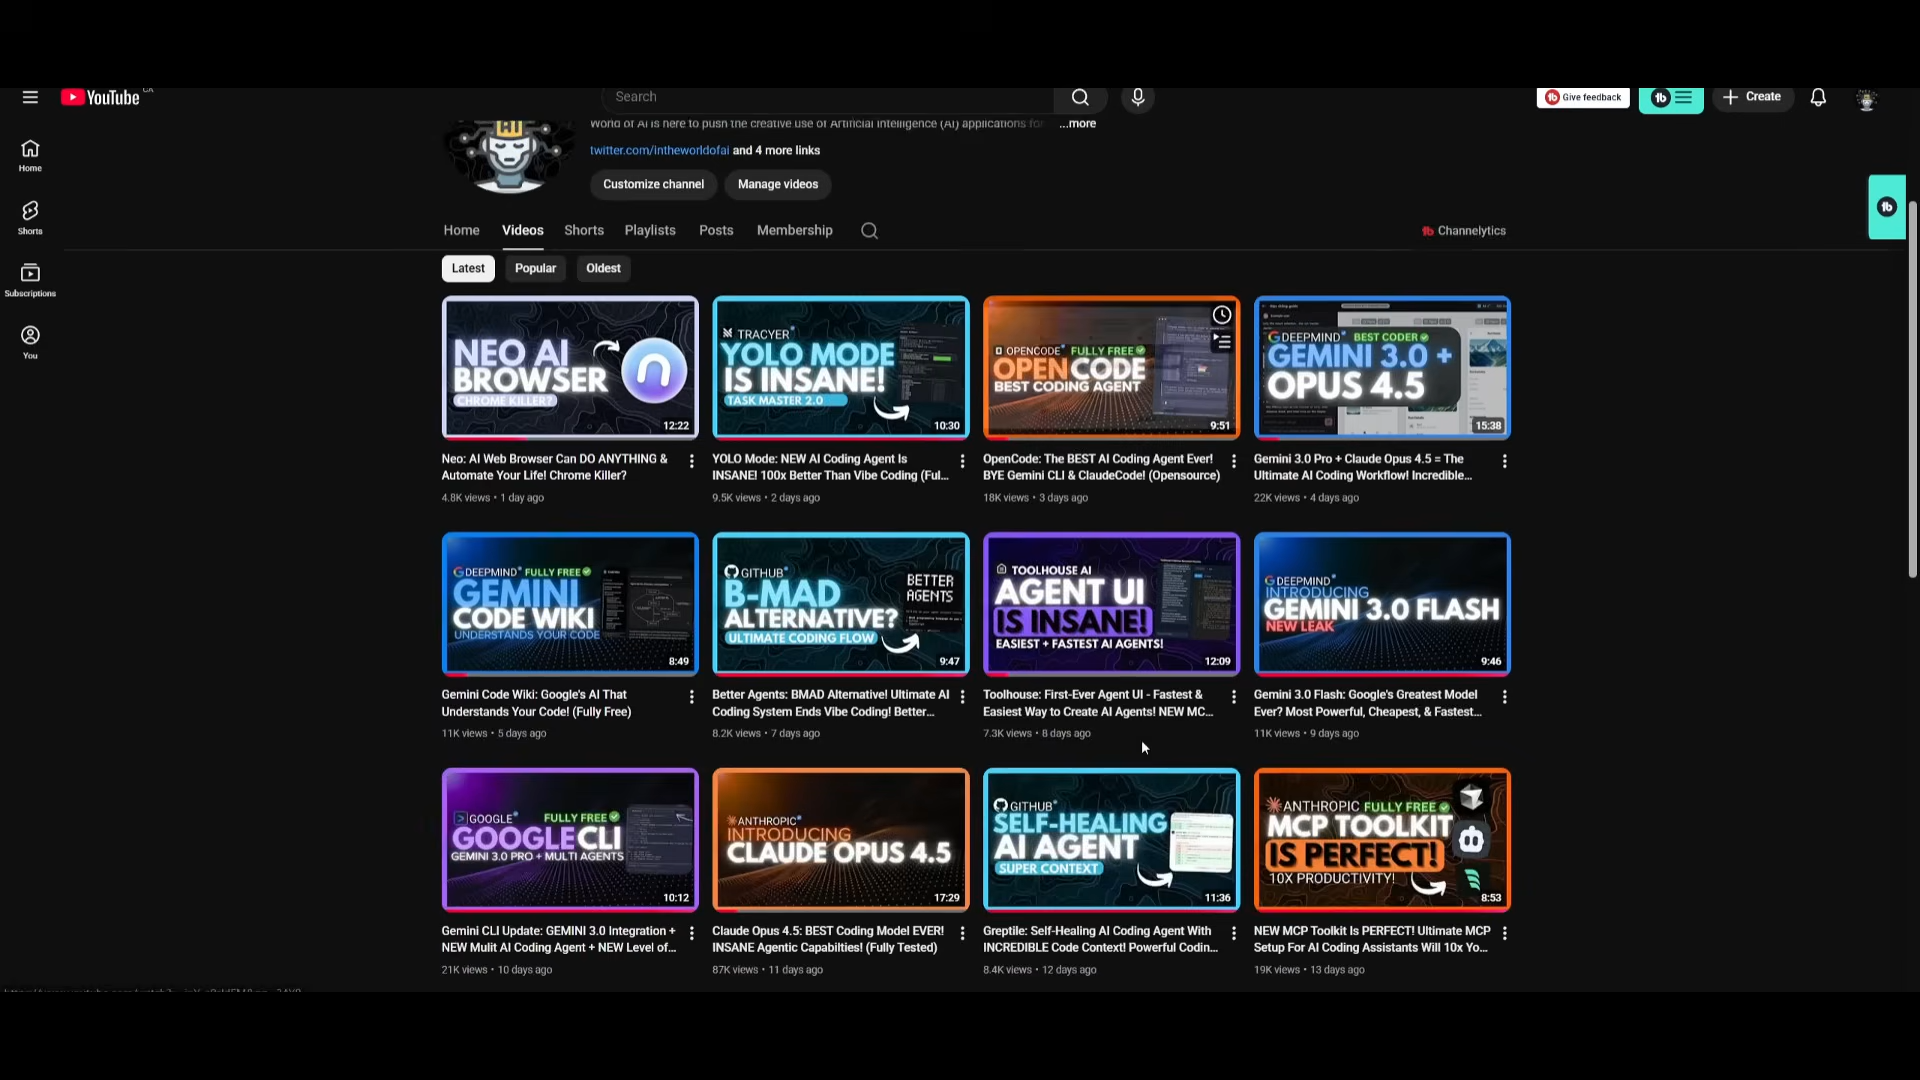 YouTube
CA
Search
Give feedback
Create
World of AI is here to push the creative use of Artificial Intelligence (AI) applications for
...more
twitter.com/intheworldofai and 4 more links
Customize channel
Manage videos
Home
Shorts
Subscriptions
You
Home
Videos
Shorts
Playlists
Posts
Membership
Channelytics
Latest
Popular
Oldest
NEO AI
BROWSER
CHROME KILLER?
12:22
Neo: AI Web Browser Can DO ANYTHING &
Automate Your Life! Chrome Killer?
4.8K views • 1 day ago
TRACYER
YOLO MODE
IS INSANE!
TASK MASTER 2.0
10:30
YOLO Mode: NEW AI Coding Agent Is
INSANE! 100x Better Than Vibe Coding (Ful...
9.5K views • 2 days ago
OPENCODE FULLY FREE
OPENCODE
BEST CODING AGENT
9:51
OpenCode: The BEST AI Coding Agent Ever!
BYE Gemini CLI & ClaudeCode! (Opensource)
18K views • 3 days ago
DEEPMIND BEST CODER
GEMINI 3.0 +
OPUS 4.5
15:38
Gemini 3.0 Pro + Claude Opus 4.5 = The
Ultimate AI Coding Workflow! Incredible...
22K views • 4 days ago
DEEPMIND FULLY FREE
GEMINI
CODE WIKI
UNDERSTANDS YOUR CODE
8:49
Gemini Code Wiki: Google's AI That
Understands Your Code! (Fully Free)
11K views • 5 days ago
GITHUB
B-MAD
ALTERNATIVE?
ULTIMATE CODING FLOW
BETTER
AGENTS
9:47
Better Agents: BMAD Alternative! Ultimate AI
Coding System Ends Vibe Coding! Better...
8.2K views • 7 days ago
TOOLHOUSE AI
AGENT UI
IS INSANE!
EASIEST + FASTEST AI AGENTS!
12:09
Toolhouse: First-Ever Agent UI - Fastest &
Easiest Way to Create AI Agents! NEW MC...
7.3K views • 8 days ago
DEEPMIND
INTRODUCING
GEMINI 3.0 FLASH
NEW LEAK
9:46
Gemini 3.0 Flash: Google's Greatest Model
Ever? Most Powerful, Cheapest, & Fastest...
11K views • 9 days ago
GOOGLE FULLY FREE
GOOGLE CLI
GEMINI 3.0 PRO + MULTI AGENTS
10:12
Gemini CLI Update: GEMINI 3.0 Integration +
NEW Mulit AI Coding Agent + NEW Level of...
21K views • 10 days ago
ANTHROPIC
INTRODUCING
CLAUDE OPUS 4.5
17:29
Claude Opus 4.5: BEST Coding Model EVER!
INSANE Agentic Capabilties! (Fully Tested)
87K views • 11 days ago
GITHUB
SELF-HEALING
AI AGENT
SUPER CONTEXT
11:36
Greptile: Self-Healing AI Coding Agent With
INCREDIBLE Code Context! Powerful Codin...
8.4K views • 12 days ago
ANTHROPIC FULLY FREE
MCP TOOLKIT
IS PERFECT!
10X PRODUCTIVITY!
8:53
NEW MCP Toolkit Is PERFECT! Ultimate MCP
Setup For AI Coding Assistants Will 10x Yo...
19K views • 13 days ago